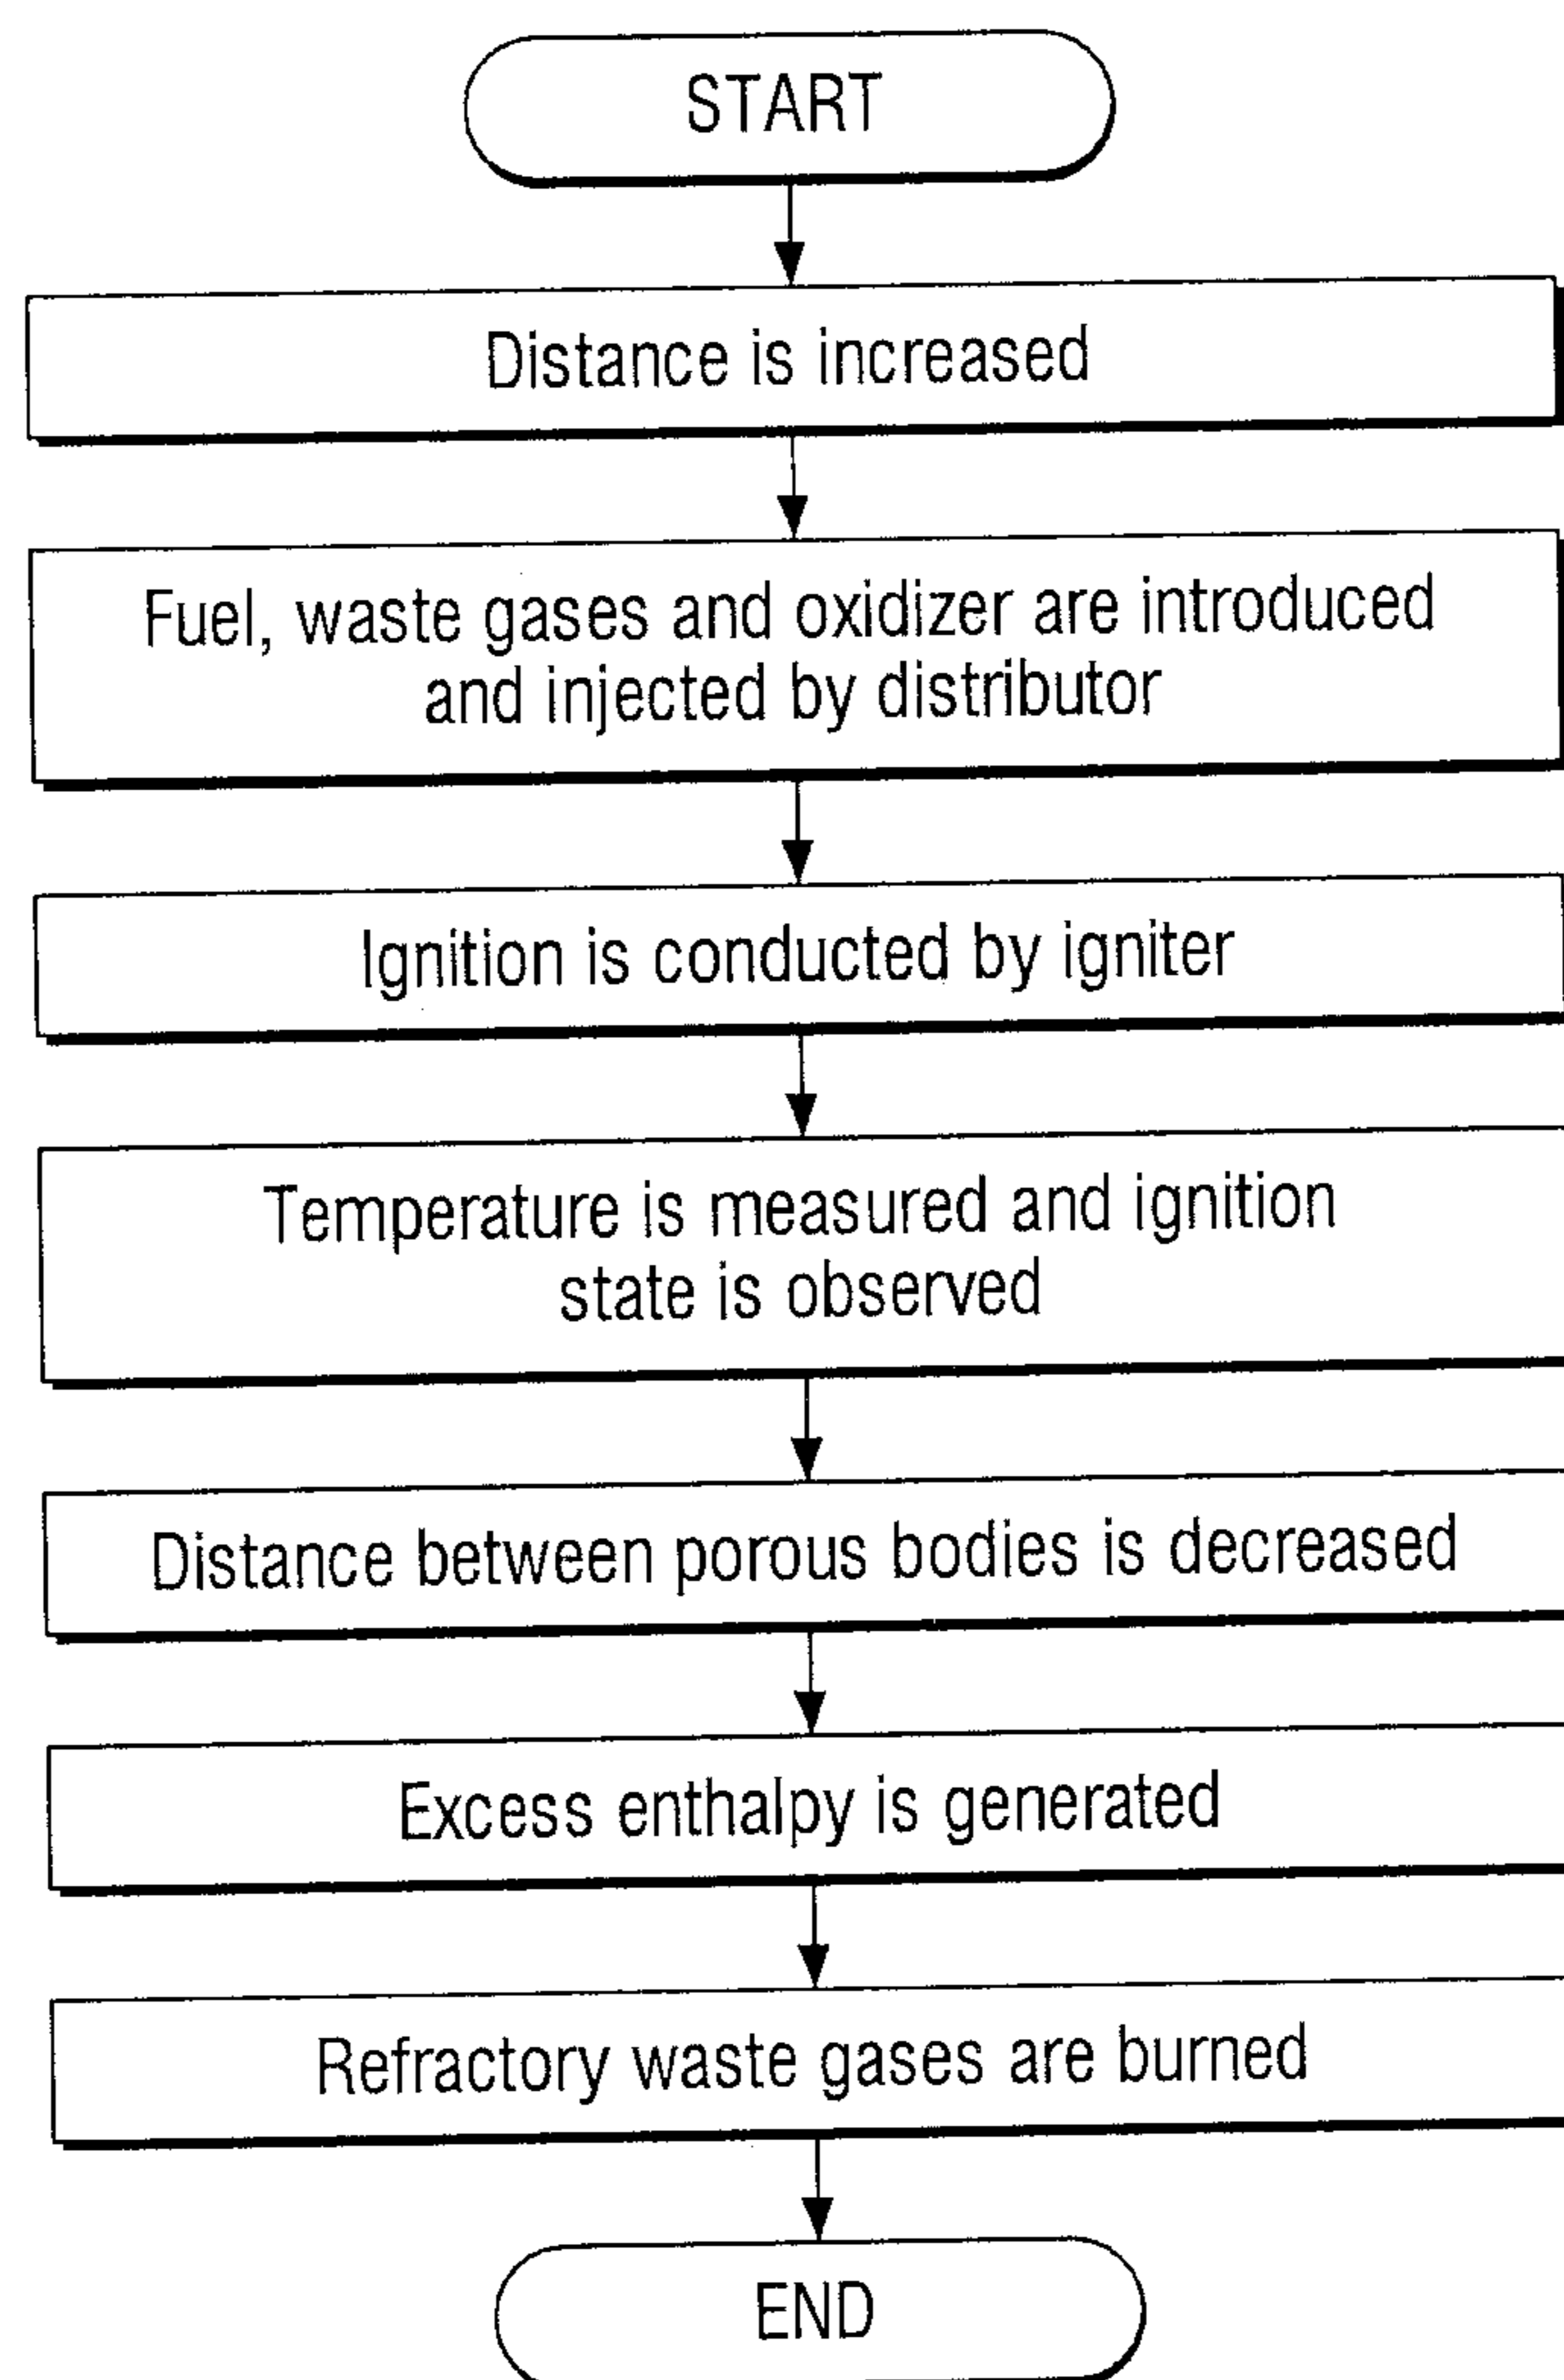 START
Distance is increased
Fuel, waste gases and oxidizer are introduced
and injected by distributor
Ignition is conducted by igniter
Temperature is measured and ignition
state is observed
Distance between porous bodies is decreased
Excess enthalpy is generated
Refractory waste gases are burned
END